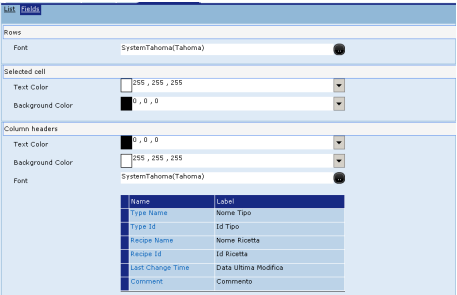 List Fields
Rows
Font SystemTahoma(Tahoma)
Selected cell
Text Color 255 , 255 , 255
Background Color 0 , 0 , 0
Column headers
Text Color 0 , 0 , 0
Background Color 255 , 255 , 255
Font SystemTahoma(Tahoma)
Name Label
Type Name Nome Tipo
Type Id Id Tipo
Recipe Name Nome Ricetta
Recipe Id Id Ricetta
Last Change Time Data Ultima Modifica
Comment Commento